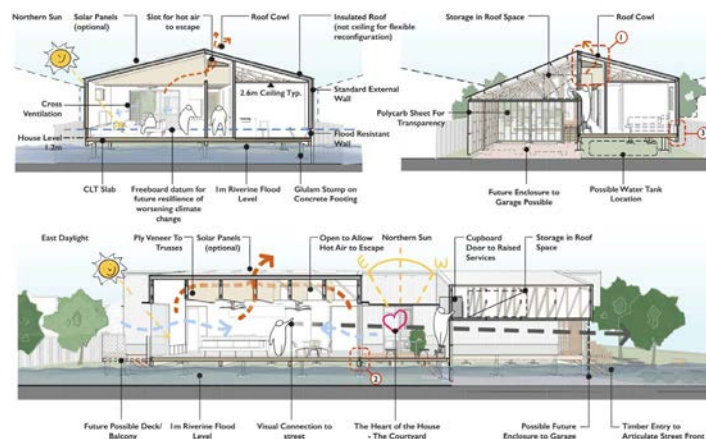 Northern Sun
Solar Panels
(optional)
Slot for hot air
to escape
Roof Cowl
Insulated Roof
(not ceiling for flexible
reconfiguration)
2.6m Ceiling Typ.
Standard External
Wall
Cross
Ventilation
House Level
1.2m
Flood Resistant
Wall
CLT Slab
Freeboard datum for
future resillience of
worsening climate
change
1m Riverine Flood
Level
Glulam Stump on
Concrete Footing
Storage in Roof Space
Roof Cowl
1
Polycarb Sheet For
Transparency
3
Future Enclosure to
Garage Possible
Possible Water Tank
Location
East Daylight
Ply Veneer To
Trusses
Solar Panels
(optional)
Open to Allow
Hot Air to Escape
Northern Sun
Cupboard
Door to Raised
Services
Storage in Roof
Space
2
Future Possible Deck/
Balcony
1m Riverine Flood
Level
Visual Connection to
street
The Heart of the House
- The Courtyard
Possible Future
Enclosure to Garage
Timber Entry to
Articulate Street Front